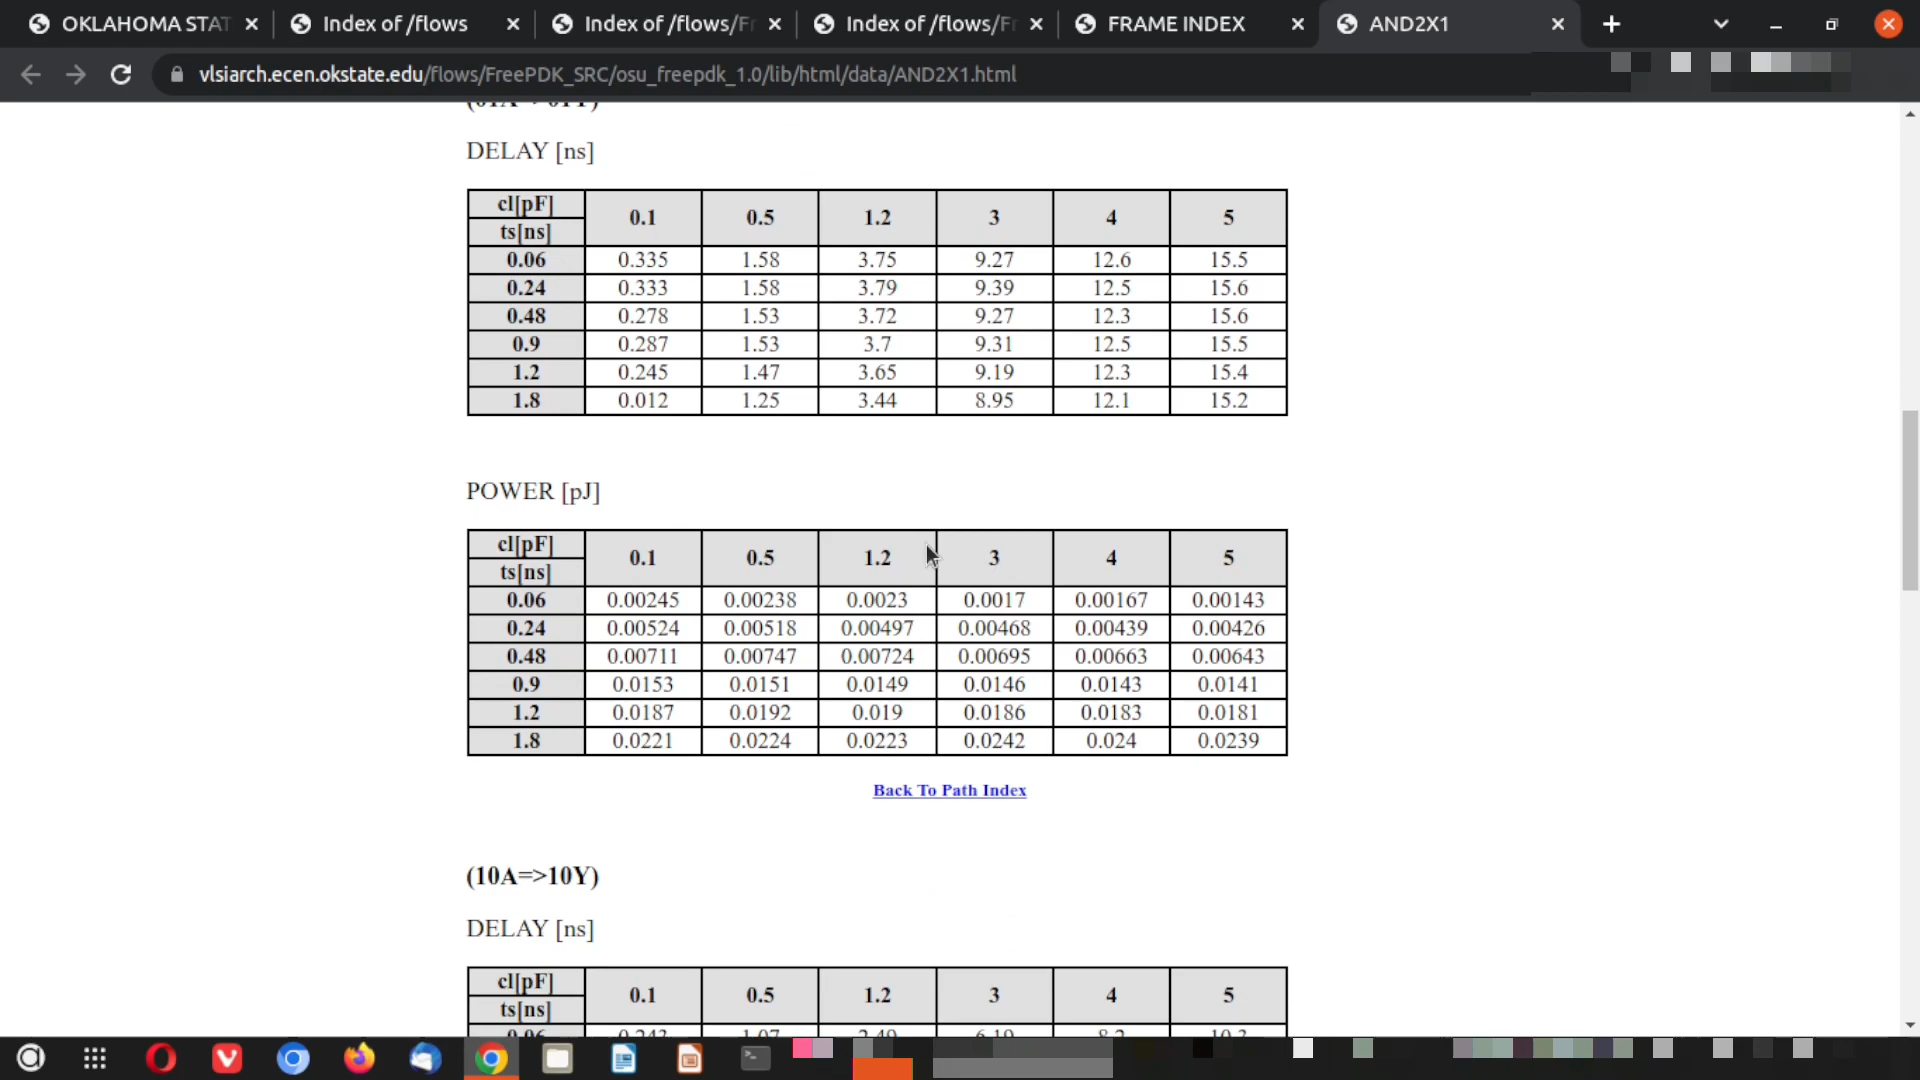 OKLAHOMA STAT
Index of /flows
Index of /flows/Fr
Index of /flows/Fr
FRAME INDEX
AND2X1
vlsiarch.ecen.okstate.edu/flows/FreePDK_SRC/osu_freepdk_1.0/lib/html/data/AND2X1.html
DELAY [ns]
cl[pF] 0.1 0.5 1.2 3 4 5
ts[ns]
0.06 0.335 1.58 3.75 9.27 12.6 15.5
0.24 0.333 1.58 3.79 9.39 12.5 15.6
0.48 0.278 1.53 3.72 9.27 12.3 15.6
0.9 0.287 1.53 3.7 9.31 12.5 15.5
1.2 0.245 1.47 3.65 9.19 12.3 15.4
1.8 0.012 1.25 3.44 8.95 12.1 15.2
POWER [pJ]
cl[pF] 0.1 0.5 1.2 3 4 5
ts[ns]
0.06 0.00245 0.00238 0.0023 0.0017 0.00167 0.00143
0.24 0.00524 0.00518 0.00497 0.00468 0.00439 0.00426
0.48 0.00711 0.00747 0.00724 0.00695 0.00663 0.00643
0.9 0.0153 0.0151 0.0149 0.0146 0.0143 0.0141
1.2 0.0187 0.0192 0.019 0.0186 0.0183 0.0181
1.8 0.0221 0.0224 0.0223 0.0242 0.024 0.0239
Back To Path Index
(10A=>10Y)
DELAY [ns]
cl[pF] 0.1 0.5 1.2 3 4 5
ts[ns]